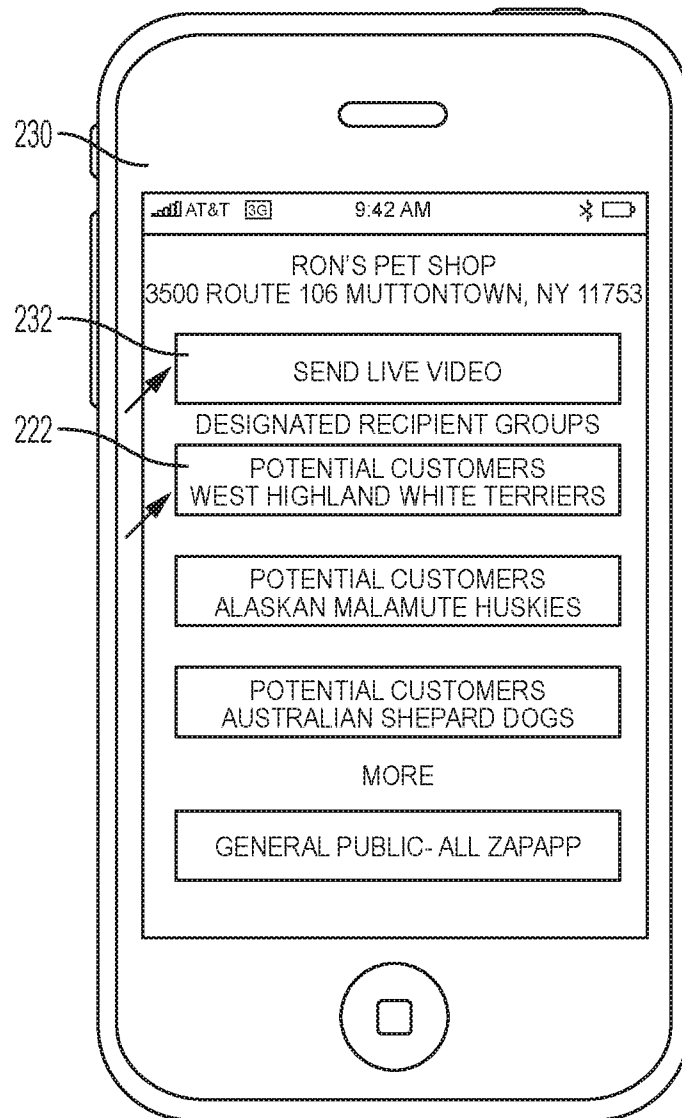 AT&T 3G 9:42 AM
230
RON'S PET SHOP
3500 ROUTE 106 MUTTONTOWN, NY 11753
232
SEND LIVE VIDEO
DESIGNATED RECIPIENT GROUPS
222
POTENTIAL CUSTOMERS
WEST HIGHLAND WHITE TERRIERS
POTENTIAL CUSTOMERS
ALASKAN MALAMUTE HUSKIES
POTENTIAL CUSTOMERS
AUSTRALIAN SHEPARD DOGS
MORE
GENERAL PUBLIC- ALL ZAPAPP